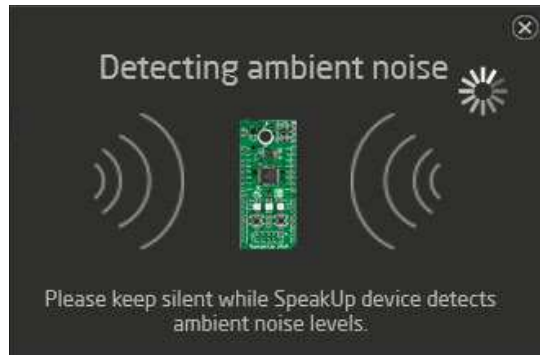 Detecting ambient noise
Please keep silent while SpeakUp device detects
ambient noise levels.